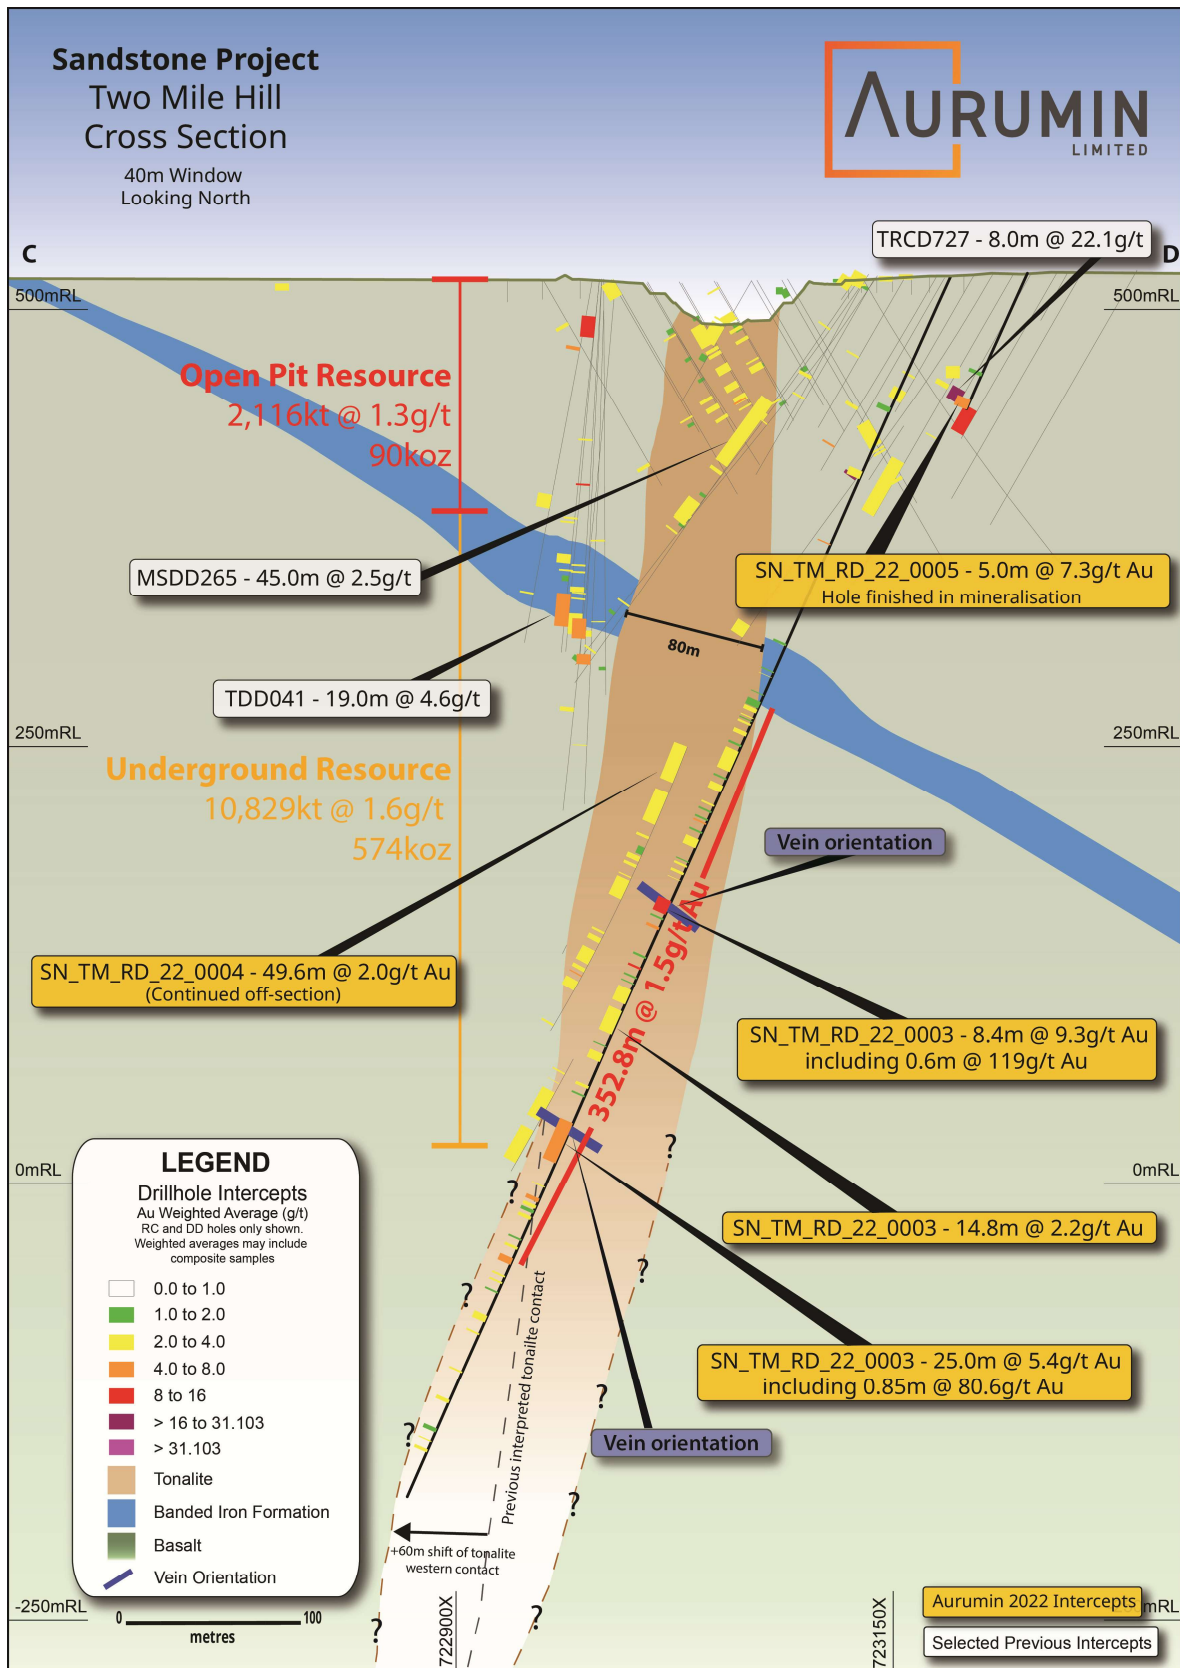 Sandstone Project
Two Mile Hill
Cross Section
40m Window
Looking North
AURUMIN
LIMITED
TRCD727 - 8.0m @ 22.1g/t
C
D
500mRL
500mRL
Open Pit Resource
2,116kt @ 1.3g/t
90koz
MSDD265 - 45.0m @ 2.5g/t
SN_TM_RD_22_0005 - 5.0m @ 7.3g/t Au
Hole finished in mineralisation
80m
TDD041 - 19.0m @ 4.6g/t
250mRL
250mRL
Underground Resource
10,829kt @ 1.6g/t
574koz
Vein orientation
352.8m @ 1.5g/t Au
SN_TM_RD_22_0004 - 49.6m @ 2.0g/t Au
(Continued off-section)
SN_TM_RD_22_0003 - 8.4m @ 9.3g/t Au
including 0.6m @ 119g/t Au
0mRL
0mRL
SN_TM_RD_22_0003 - 14.8m @ 2.2g/t Au
SN_TM_RD_22_0003 - 25.0m @ 5.4g/t Au
including 0.85m @ 80.6g/t Au
Vein orientation
?
?
?
?
?
?
?
?
?
?
Previous interpreted tonailte contact
+60m shift of tonalite
western contact
LEGEND
Drillhole Intercepts
Au Weighted Average (g/t)
RC and DD holes only shown.
Weighted averages may include
composite samples
0.0 to 1.0
1.0 to 2.0
2.0 to 4.0
4.0 to 8.0
8 to 16
> 16 to 31.103
> 31.103
Tonalite
Banded Iron Formation
Basalt
Vein Orientation
-250mRL
0 100
metres
722900X
723150X
Aurumin 2022 Intercepts
mRL
Selected Previous Intercepts